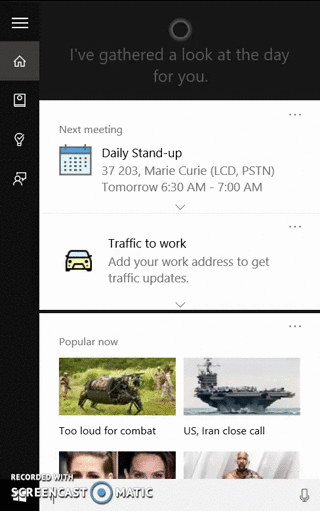 I've gathered a look at the day
for you.
Next meeting
Daily Stand-up
37 203, Marie Curie (LCD, PSTN)
Tomorrow 6:30 AM - 7:00 AM
Traffic to work
Add your work address to get
traffic updates.
Popular now
Too loud for combat
US, Iran close call
RECORDED WITH
SCREENCAST MATIC